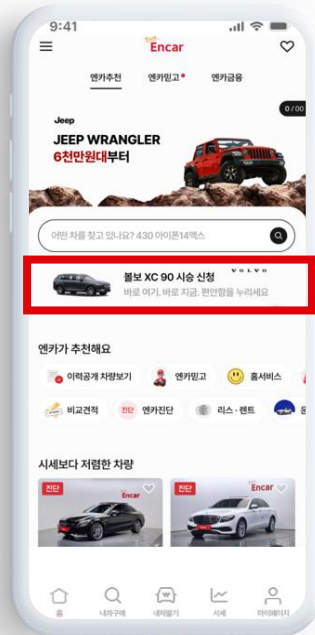 9:41
Encar
엔카추천 엔카믿고 엔카금융
0/00
Jeep
JEEP WRANGLER
6천만원대부터
어떤 차를 찾고 있나요? 430 아이폰14맥스
볼보 XC 90 시승 신청 VOLVO
바로 여기, 바로 지금. 편안함을 누리세요
엔카가 추천해요
이력공개 차량보기 엔카믿고 홈서비스
비교견적 진단 엔카진단 리스·렌트
시세보다 저렴한 차량
진단 Encar 진단 Encar
홈 내차구매 내차팔기 시세 마이페이지